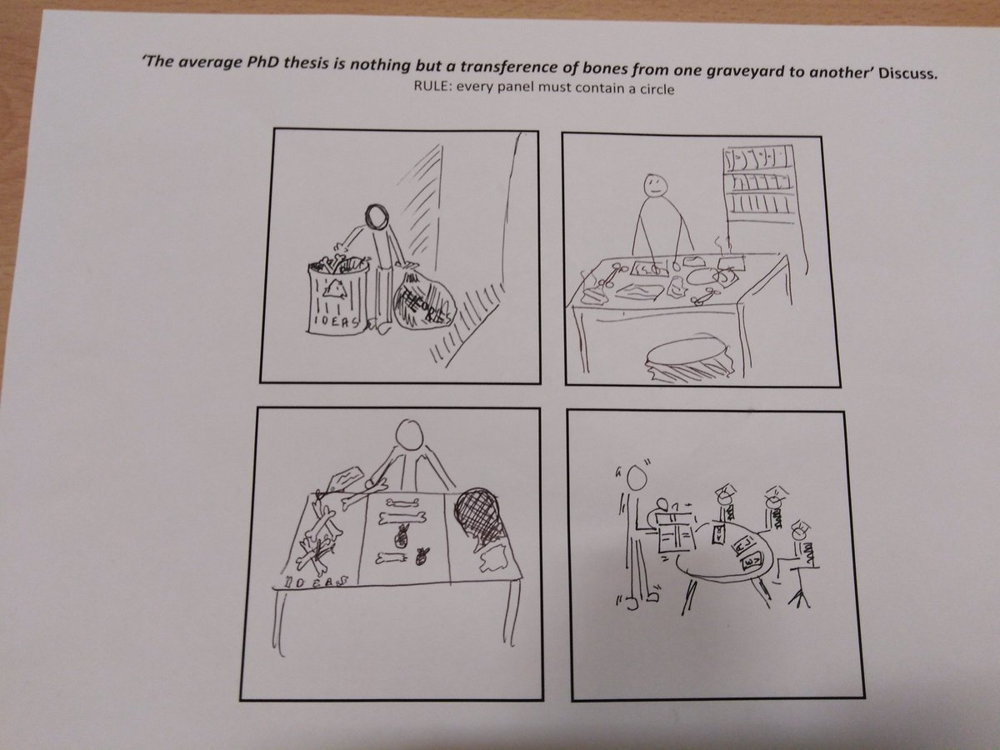 ‘The average PhD thesis is nothing but a transference of bones from one graveyard to another’ Discuss.
RULE: every panel must contain a circle
IDEAS
IDEAS